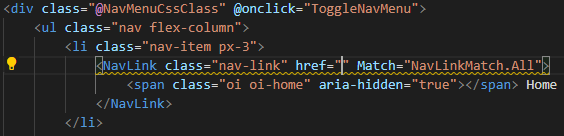 <div class="@NavMenuCssClass" @onclick="ToggleNavMenu">
<ul class="nav flex-column">
<li class="nav-item px-3">
<NavLink class="nav-link" href="" Match="NavLinkMatch.All">
<span class="oi oi-home" aria-hidden="true"></span> Home
</NavLink>
</li>